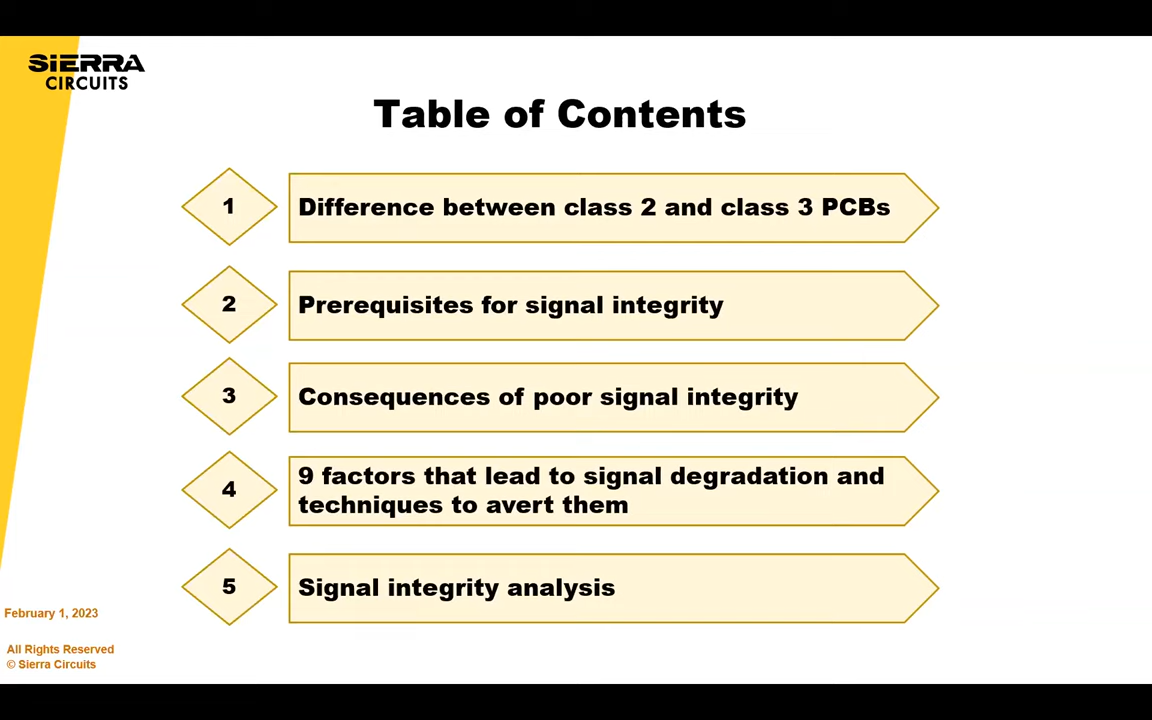 SIERRA
CIRCUITS
Table of Contents
1
Difference between class 2 and class 3 PCBs
2
Prerequisites for signal integrity
3
Consequences of poor signal integrity
4
9 factors that lead to signal degradation and
techniques to avert them
5
Signal integrity analysis
February 1, 2023
All Rights Reserved
© Sierra Circuits